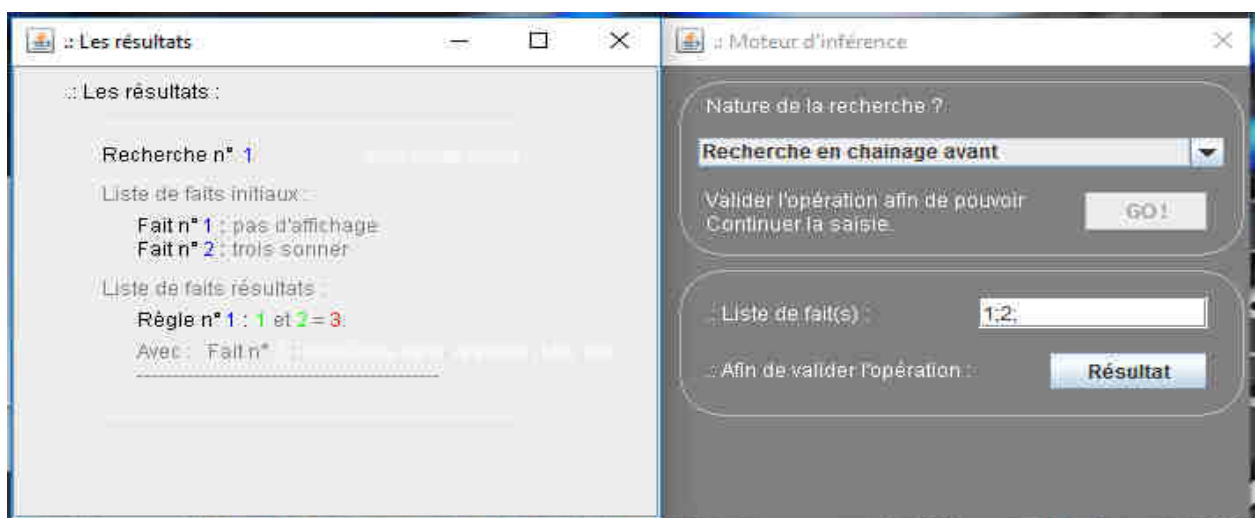 .: Les résultats
.: Les résultats :
Recherche n° 1
Liste de faits initiaux :
Fait n° 1 : pas d'affichage
Fait n° 2 : trois sonner
Liste de faits résultats :
Règle n° 1 : 1 et 2 = 3.
Avec : Fait n°
.: Moteur d'inférence
Nature de la recherche ?
Recherche en chainage avant
Valider l'opération afin de pouvoir
Continuer la saisie.
GO !
.: Liste de fait(s) :
1;2;
.: Afin de valider l'opération :
Résultat